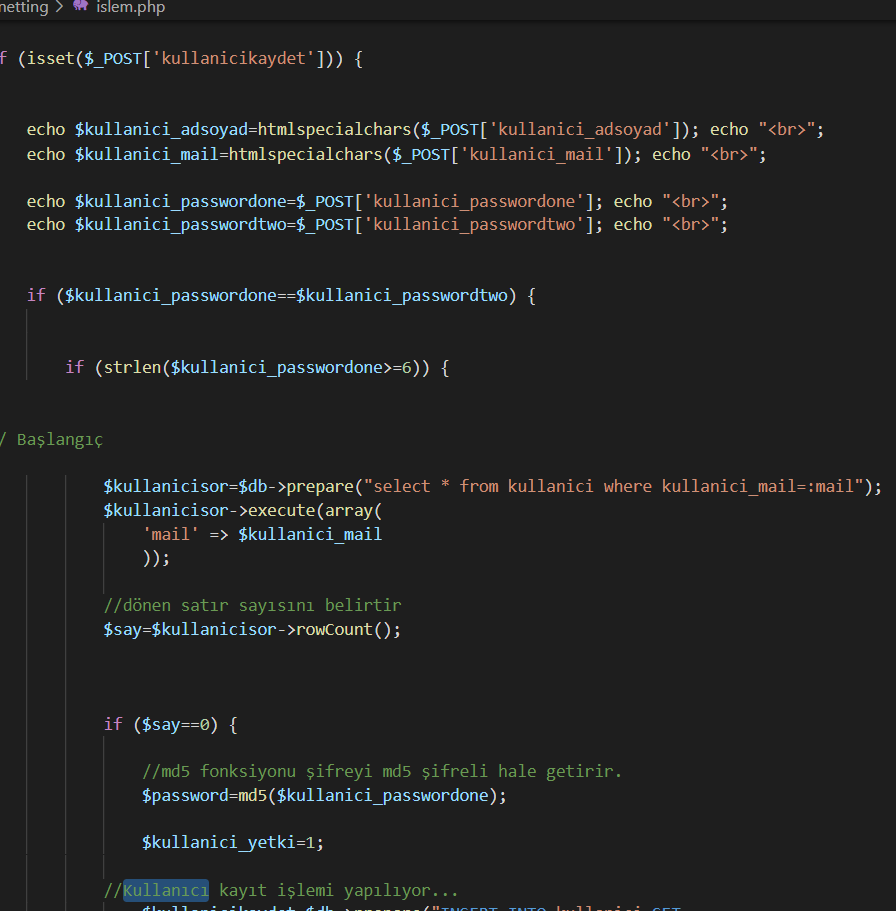 netting > islem.php
f (isset($_POST['kullanicikaydet'])) {
echo $kullanici_adsoyad=htmlspecialchars($_POST['kullanici_adsoyad']); echo "<br>";
echo $kullanici_mail=htmlspecialchars($_POST['kullanici_mail']); echo "<br>";
echo $kullanici_passwordone=$_POST['kullanici_passwordone']; echo "<br>";
echo $kullanici_passwordtwo=$_POST['kullanici_passwordtwo']; echo "<br>";
if ($kullanici_passwordone==$kullanici_passwordtwo) {
if (strlen($kullanici_passwordone>=6)) {
/ Başlangıç
$kullanicisor=$db->prepare("select * from kullanici where kullanici_mail=:mail");
$kullanicisor->execute(array(
'mail' => $kullanici_mail
));
//dönen satır sayısını belirtir
$say=$kullanicisor->rowCount();
if ($say==0) {
//md5 fonksiyonu şifreyi md5 şifreli hale getirir.
$password=md5($kullanici_passwordone);
$kullanici_yetki=1;
//Kullanıcı kayıt işlemi yapılıyor...